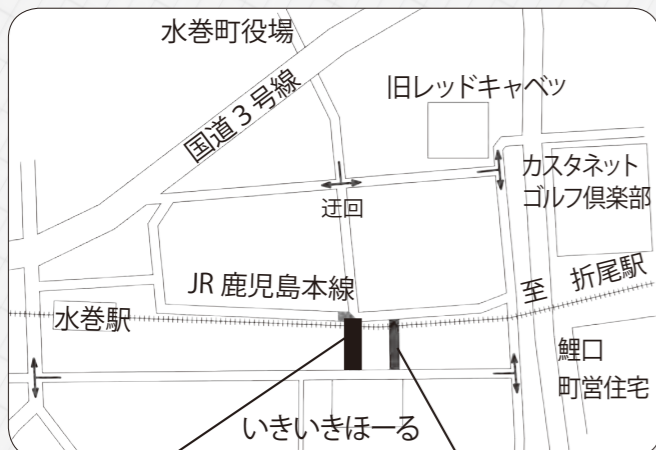 水巻町役場
国道3号線
旧レッドキャベツ
カスタネット
ゴルフ倶楽部
迂回
JR鹿児島本線
至 折尾駅
水巻駅
鯉口
町営住宅
いきいきほーる